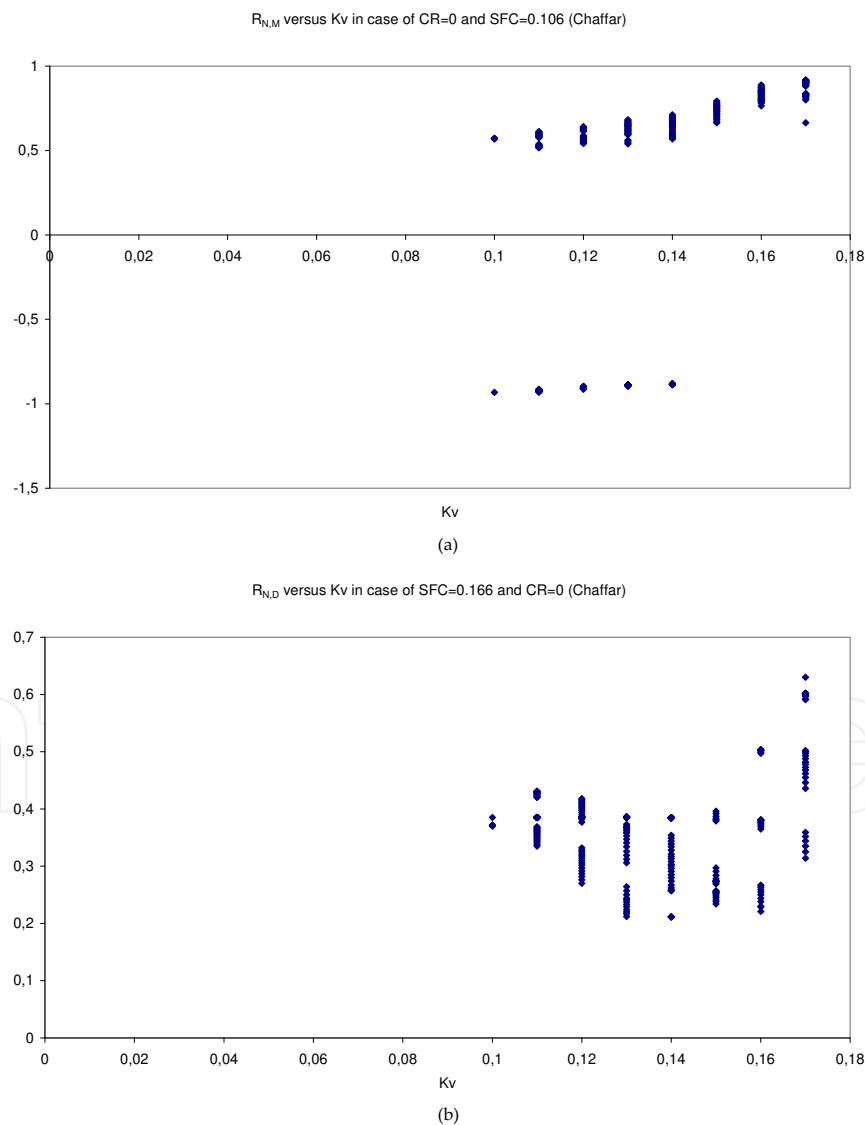 R_N,M versus Kv in case of CR=0 and SFC=0.106 (Chaffar)
1
0,5
0
-0,5
-1
-1,5
0 0,02 0,04 0,06 0,08 0,1 0,12 0,14 0,16 0,18
Kv
(a)
R_N,D versus Kv in case of SFC=0.166 and CR=0 (Chaffar)
0,7
0,6
0,5
0,4
0,3
0,2
0,1
0
0 0,02 0,04 0,06 0,08 0,1 0,12 0,14 0,16 0,18
Kv
(b)